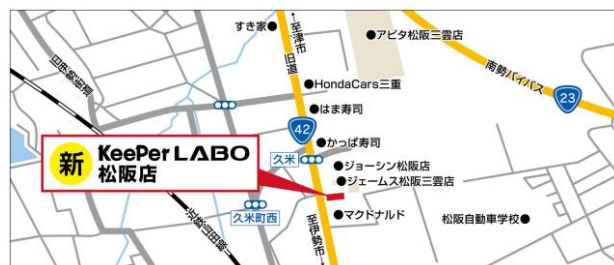 すき家
至津市
旧道
アピタ松阪三雲店
南勢バイパス
23
旧伊勢街道
HondaCars三重
はま寿司
42
かっぱ寿司
久米
新 KeePer LABO
松阪店
ジョーシン松阪店
ジェームス松阪三雲店
久米町西
マクドナルド
松阪自動車学校
近鉄山田線
至伊勢市